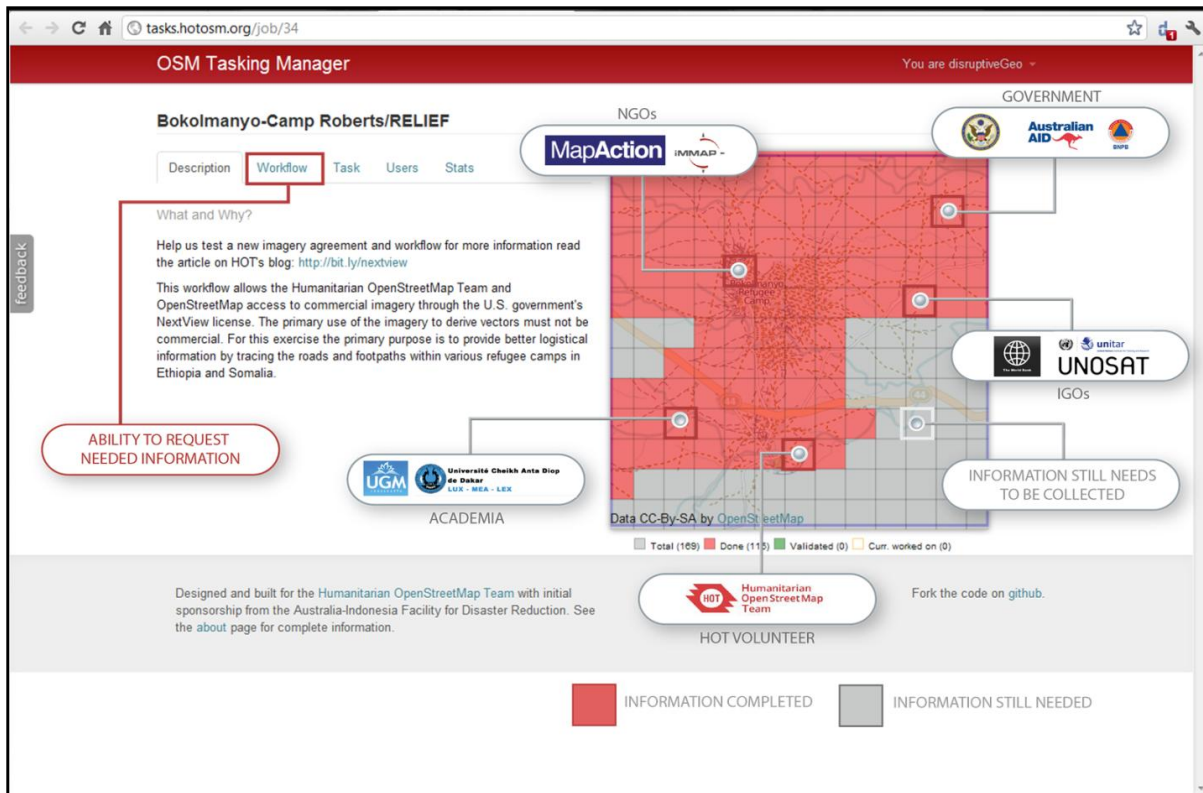 tasks.hotosm.org/job/34
OSM Tasking Manager
You are disruptiveGeo
Bokolmanyo-Camp Roberts/RELIEF
Description Workflow Task Users Stats
What and Why?
Help us test a new imagery agreement and workflow for more information read
the article on HOT's blog: http://bit.ly/nextview
This workflow allows the Humanitarian OpenStreetMap Team and
OpenStreetMap access to commercial imagery through the U.S. government's
NextView license. The primary use of the imagery to derive vectors must not be
commercial. For this exercise the primary purpose is to provide better logistical
information by tracing the roads and footpaths within various refugee camps in
Ethiopia and Somalia.
feedback
ABILITY TO REQUEST
NEEDED INFORMATION
NGOs
MapAction iMMAP
GOVERNMENT
Australian
AID
BNPB
Bokolmanyo
Refugee
Camp
The World Bank
unitar
UNOSAT
IGOs
INFORMATION STILL NEEDS
TO BE COLLECTED
UGM
Université Cheikh Anta Diop
de Dakar
LUX - MEA - LEX
ACADEMIA
Data CC-By-SA by OpenStreetMap
Total (169) Done (115) Validated (0) Curr. worked on (0)
HOT
Humanitarian
OpenStreetMap
Team
HOT VOLUNTEER
Designed and built for the Humanitarian OpenStreetMap Team with initial
sponsorship from the Australia-Indonesia Facility for Disaster Reduction. See
the about page for complete information.
Fork the code on github.
INFORMATION COMPLETED
INFORMATION STILL NEEDED